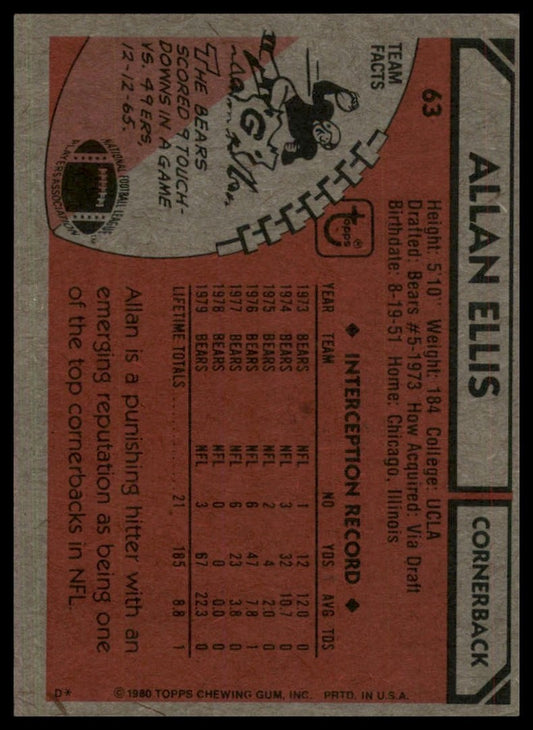 63
ALLAN ELLIS
CORNERBACK
Height: 5'10" Weight: 184 College: UCLA
Drafted: Bears #5-1973 How Acquired: Via Draft
Birthdate: 8-19-51 Home: Chicago, Illinois
TEAM
FACTS
THE BEARS
SCORED 9 TOUCH-
DOWNS IN A GAME
VS. 49ERS,
12-12-65.
NATIONAL FOOTBALL LEAGUE
PLAYERS ASSOCIATION
topps®
◆ INTERCEPTION RECORD ◆
YEAR TEAM NO YDS AVG TDS
1973 BEARS NFL 1 12 12.0 0
1974 BEARS NFL 3 32 10.7 0
1975 BEARS NFL 2 4 2.0 0
1976 BEARS NFL 6 47 7.8 1
1977 BEARS NFL 6 23 3.8 0
1978 BEARS NFL 0 0 0.0 0
1979 BEARS NFL 3 67 22.3 0
LIFETIME TOTALS 21 185 8.8 1
Allan is a punishing hitter with an
emerging reputation as being one
of the top cornerbacks in NFL.
D*
© 1980 TOPPS CHEWING GUM, INC. PRTD. IN U.S.A.